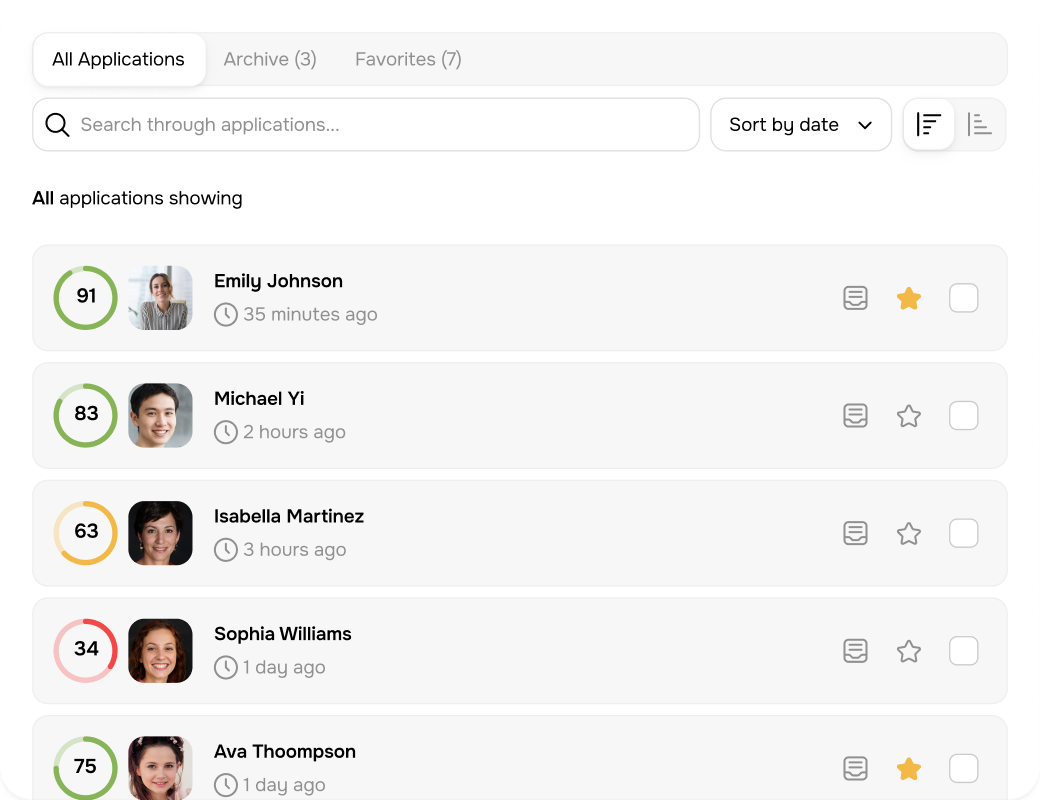 All Applications Archive (3) Favorites (7)
Search through applications... Sort by date
All applications showing
91 Emily Johnson
35 minutes ago
83 Michael Yi
2 hours ago
63 Isabella Martinez
3 hours ago
34 Sophia Williams
1 day ago
75 Ava Thoompson
1 day ago